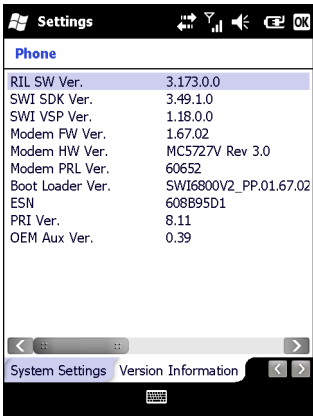 Settings OK
Phone
RIL SW Ver. 3.173.0.0
SWI SDK Ver. 3.49.1.0
SWI VSP Ver. 1.18.0.0
Modem FW Ver. 1.67.02
Modem HW Ver. MC5727V Rev 3.0
Modem PRL Ver. 60652
Boot Loader Ver. SWI6800V2_PP.01.67.02
ESN 608B95D1
PRI Ver. 8.11
OEM Aux Ver. 0.39
System Settings Version Information